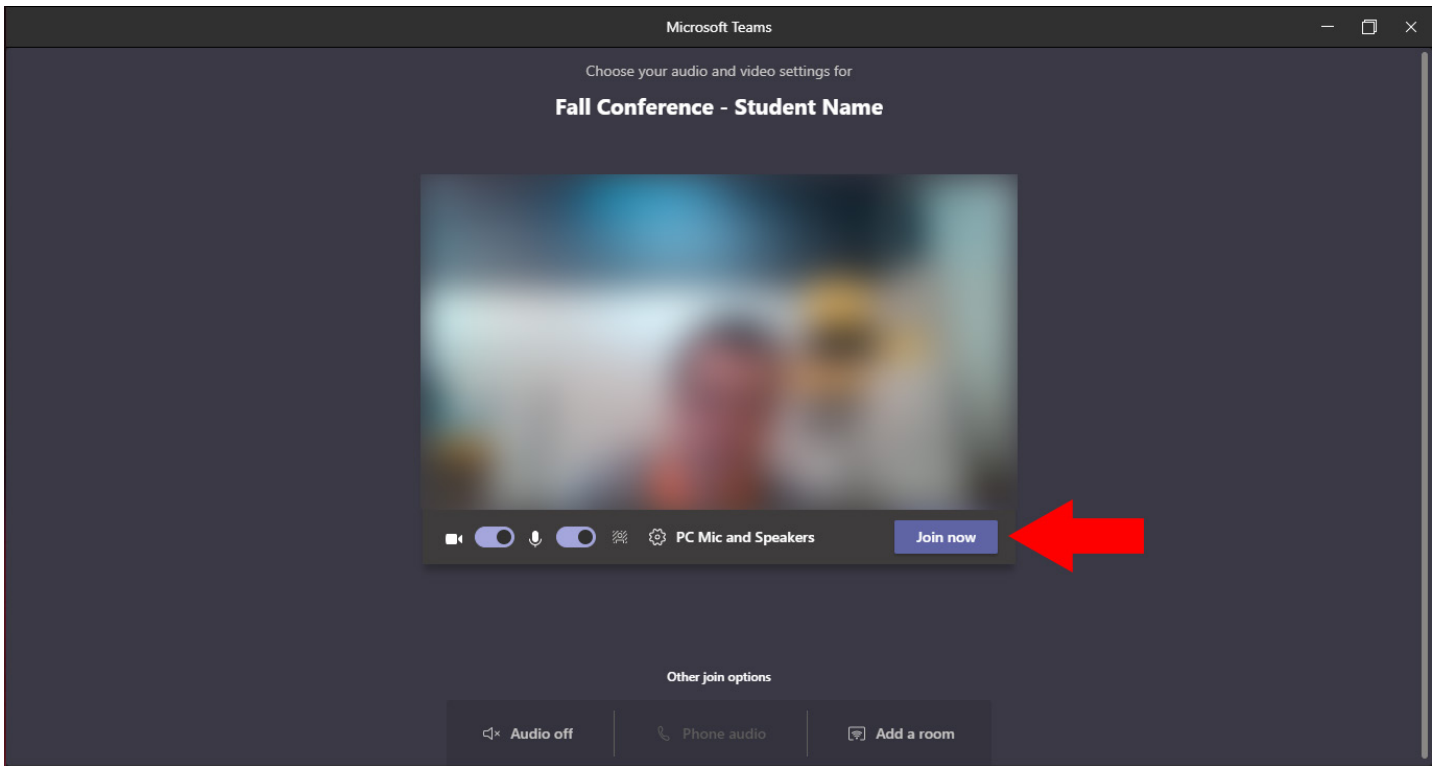 Microsoft Teams
Choose your audio and video settings for
Fall Conference - Student Name
PC Mic and Speakers
Join now
Other join options
Audio off
Phone audio
Add a room